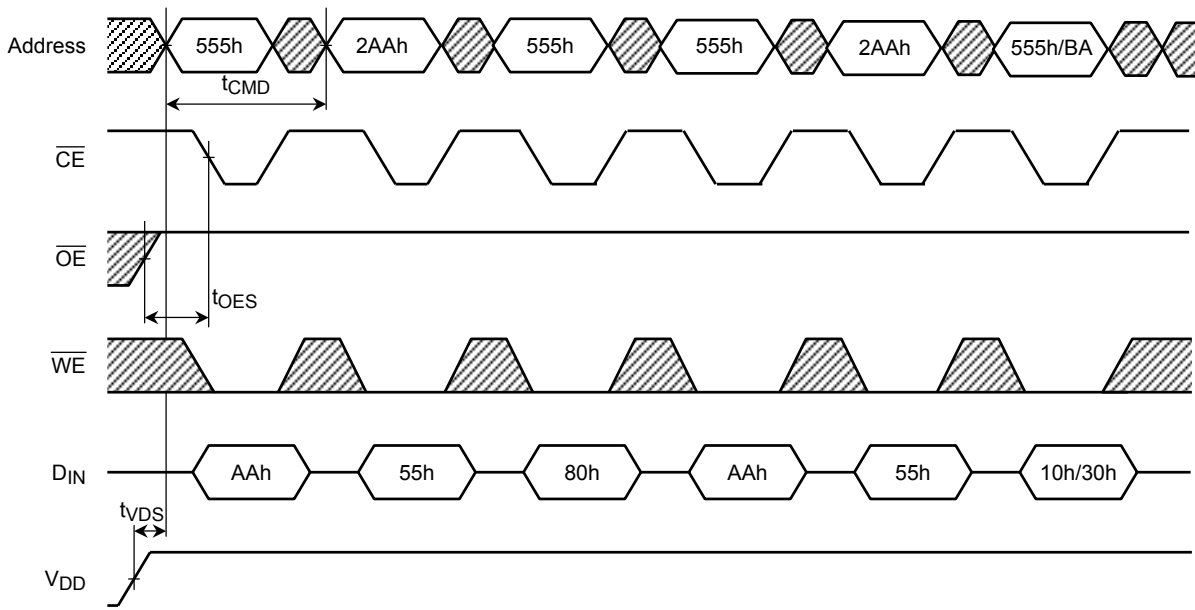 Address 555h 2AAh 555h 555h 2AAh 555h/BA
tCMD
CE
OE
tOES
WE
DIN AAh 55h 80h AAh 55h 10h/30h
tVDS
VDD